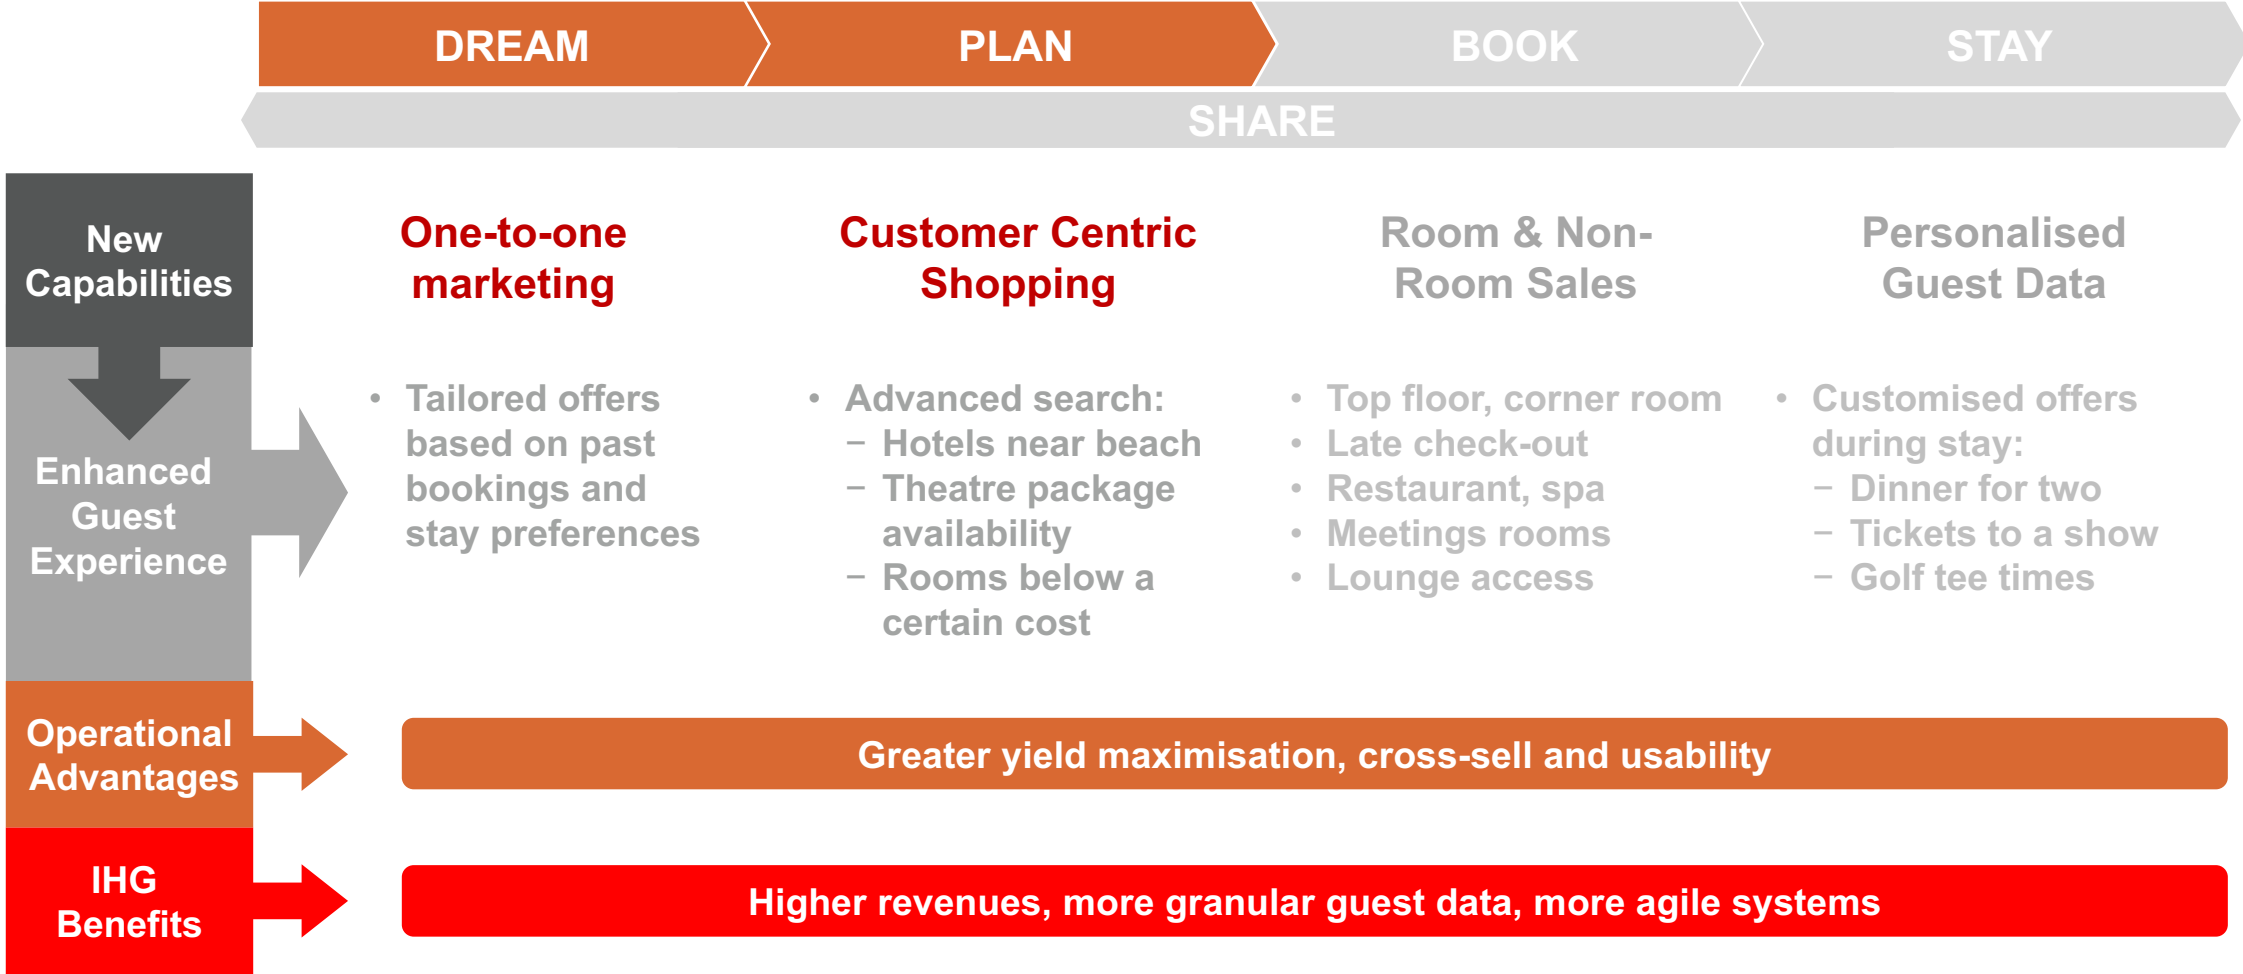 DREAM
PLAN
BOOK
STAY
SHARE
New
Capabilities
One-to-one
marketing
Customer Centric
Shopping
Room & Non-
Room Sales
Personalised
Guest Data
Enhanced
Guest
Experience
• Tailored offers
based on past
bookings and
stay preferences
• Advanced search:
− Hotels near beach
− Theatre package
availability
− Rooms below a
certain cost
• Top floor, corner room
• Late check-out
• Restaurant, spa
• Meetings rooms
• Lounge access
• Customised offers
during stay:
− Dinner for two
− Tickets to a show
− Golf tee times
Operational
Advantages
Greater yield maximisation, cross-sell and usability
IHG
Benefits
Higher revenues, more granular guest data, more agile systems